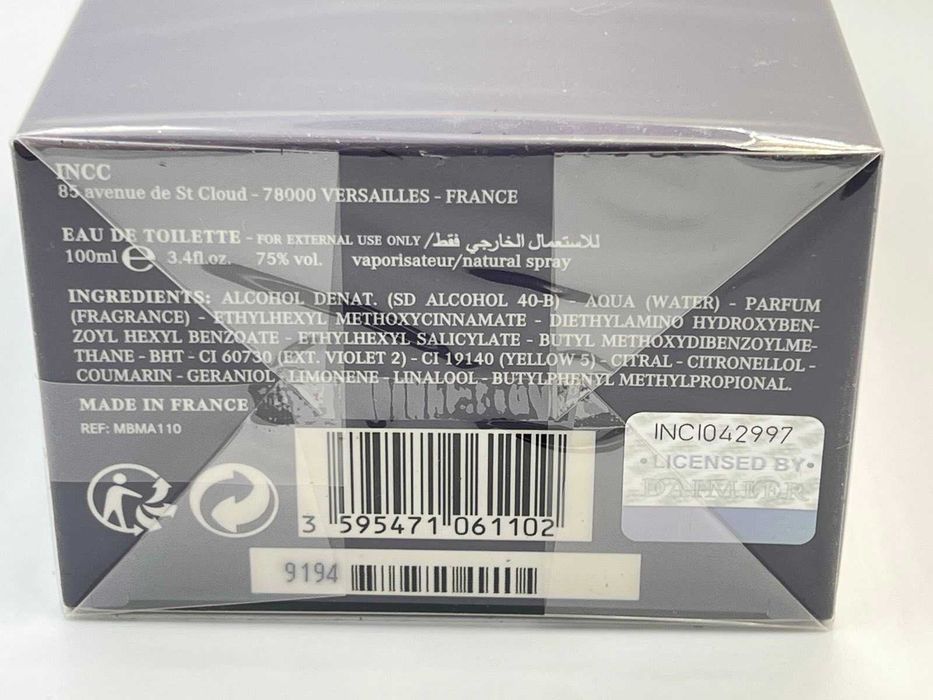 INCC
85 avenue de St Cloud - 78000 VERSAILLES - FRANCE
EAU DE TOILETTE - FOR EXTERNAL USE ONLY / للاستعمال الخارجي فقط
100ml e 3.4fl.oz. 75% vol. vaporisateur/natural spray
INGREDIENTS: ALCOHOL DENAT. (SD ALCOHOL 40-B) - AQUA (WATER) - PARFUM
(FRAGRANCE) - ETHYLHEXYL METHOXYCINNAMATE - DIETHYLAMINO HYDROXYBEN-
ZOYL HEXYL BENZOATE - ETHYLHEXYL SALICYLATE - BUTYL METHOXYDIBENZOYLME-
THANE - BHT - CI 60730 (EXT. VIOLET 2) - CI 19140 (YELLOW 5) - CITRAL - CITRONELLOL -
COUMARIN - GERANIOL - LIMONENE - LINALOOL - BUTYLPHENYL METHYLPROPIONAL.
MADE IN FRANCE
REF: MBMA110
INCI042997
· LICENSED BY ·
DAIMLER
3 595471 061102
9194